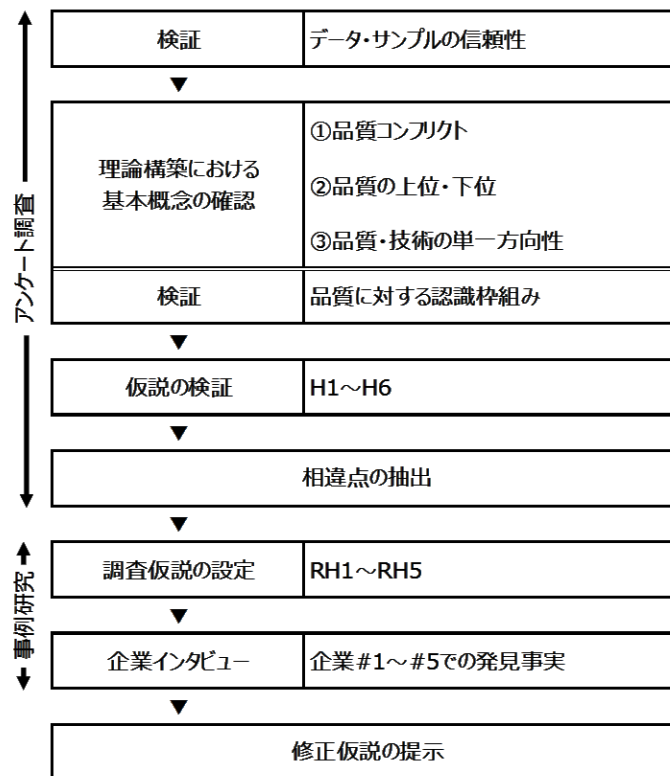 アンケート調査
検証 データ・サンプルの信頼性
▼
理論構築における
基本概念の確認
①品質コンフリクト
②品質の上位・下位
③品質・技術の単一方向性
検証 品質に対する認識枠組み
▼
仮説の検証 H1～H6
▼
相違点の抽出
▼
事例研究
調査仮説の設定 RH1～RH5
▼
企業インタビュー 企業#1～#5での発見事実
▼
修正仮説の提示